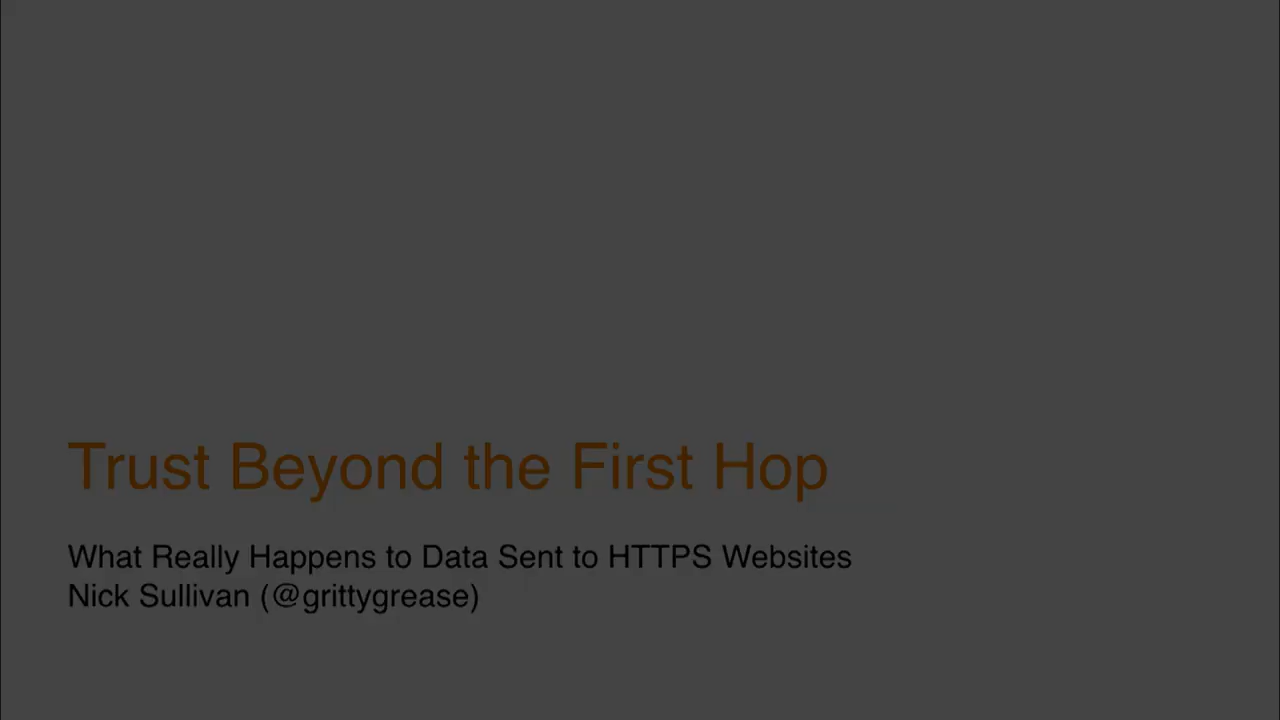 Trust Beyond the First Hop
What Really Happens to Data Sent to HTTPS Websites
Nick Sullivan (@grittygrease)